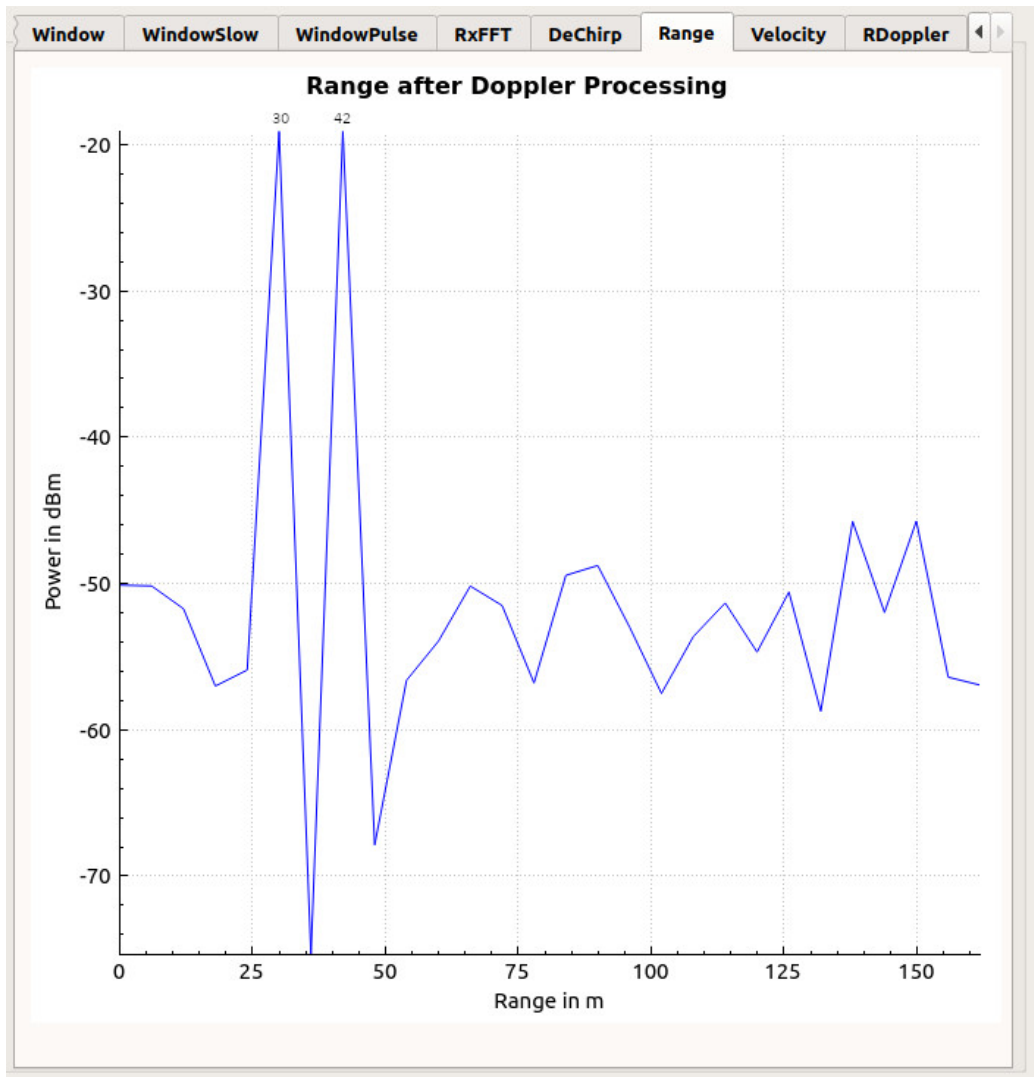 Window WindowSlow WindowPulse RxFFT DeChirp Range Velocity RDoppler
Range after Doppler Processing
30 42
-20
-30
-40
-50
-60
-70
Power in dBm
0 25 50 75 100 125 150
Range in m